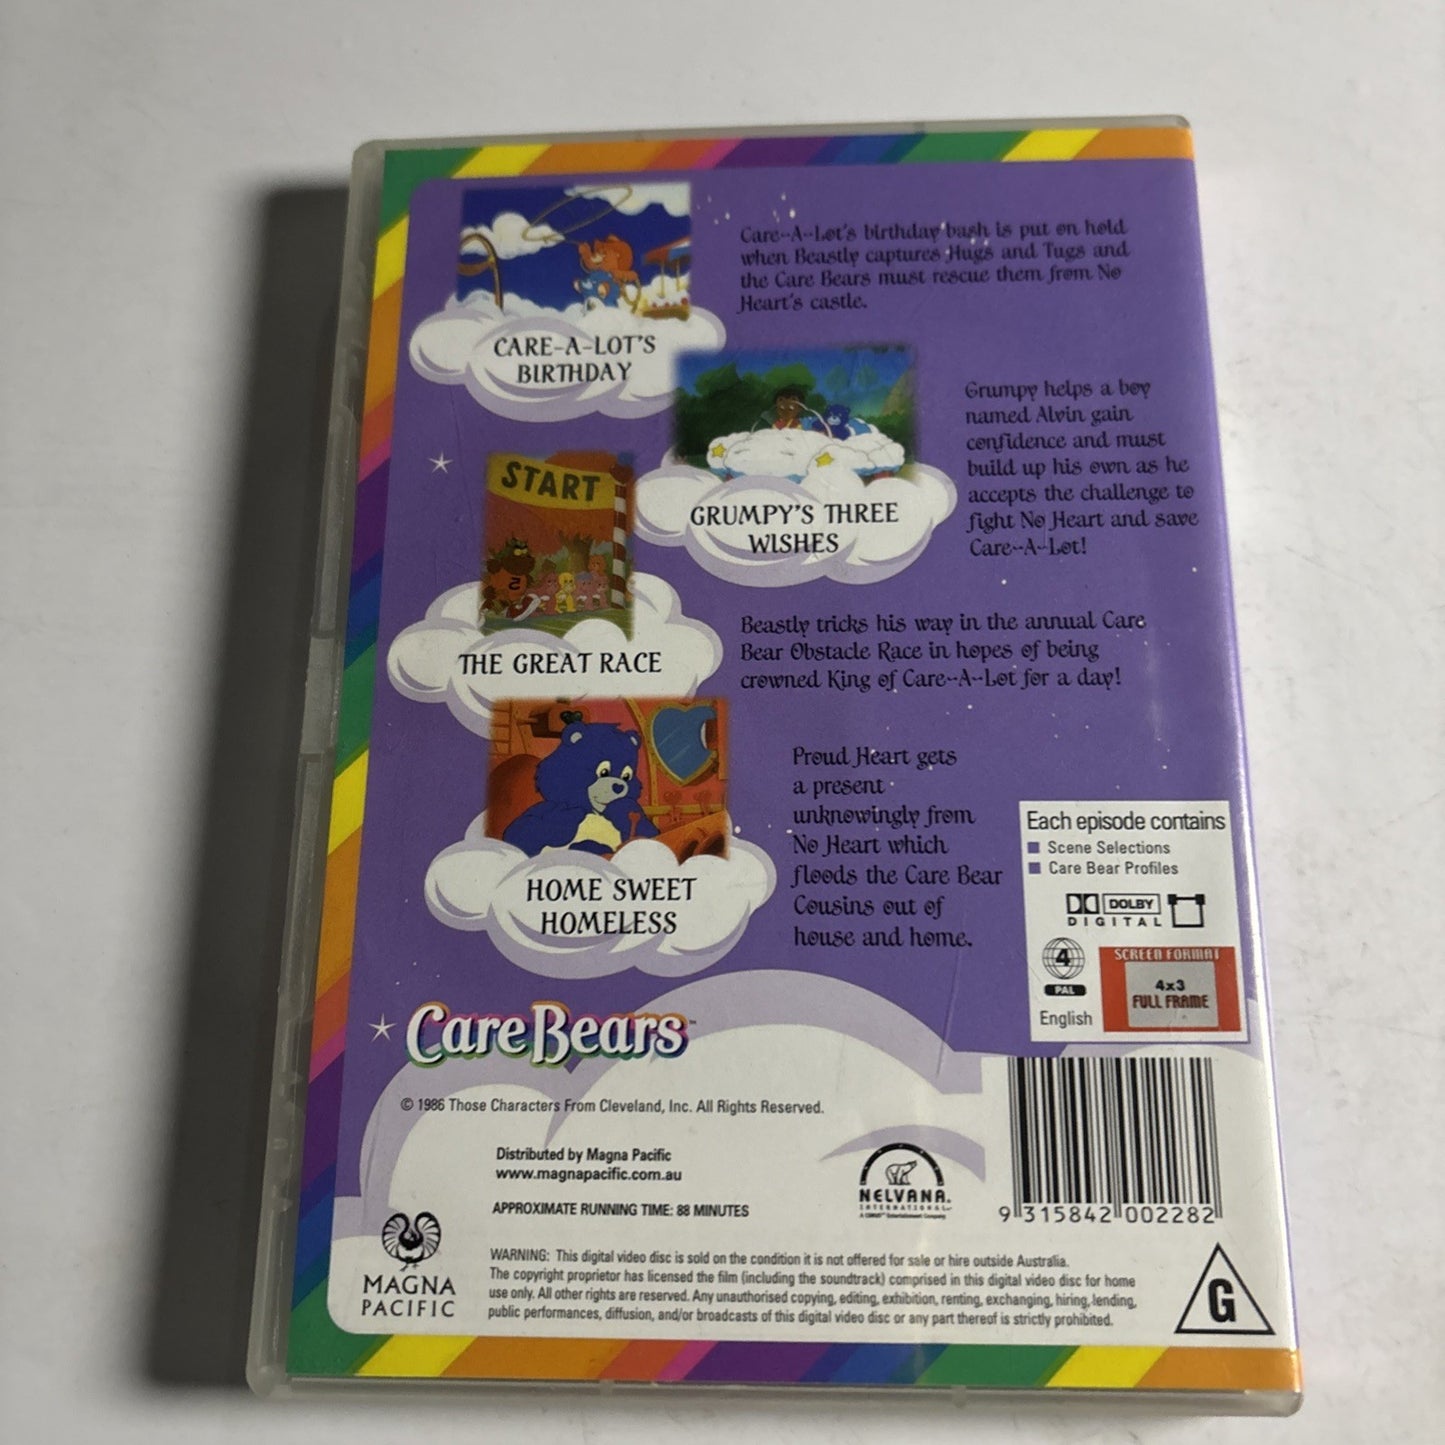 Care-A-Lot's birthday bash is put on hold
when Beastly captures Hugs and Tugs and
the Care Bears must rescue them from No
Heart's castle.
CARE-A-LOT'S
BIRTHDAY
Grumpy helps a boy
named Alvin gain
confidence and must
build up his own as he
accepts the challenge to
fight No Heart and save
Care-A-Lot!
GRUMPY'S THREE
WISHES
START
2
THE GREAT RACE
Beastly tricks his way in the annual Care
Bear Obstacle Race in hopes of being
crowned King of Care-A-Lot for a day!
Proud Heart gets
a present
unknowingly from
No Heart which
floods the Care Bear
Cousins out of
house and home.
HOME SWEET
HOMELESS
Each episode contains
Scene Selections
Care Bear Profiles
DOLBY
DIGITAL
4
PAL
English
SCREEN FORMAT
4x3
FULL FRAME
Care Bears™
© 1986 Those Characters From Cleveland, Inc. All Rights Reserved.
Distributed by Magna Pacific
www.magnapacific.com.au
APPROXIMATE RUNNING TIME: 88 MINUTES
NELVANA
INTERNATIONAL
A CORUS™ Entertainment Company
9 315842 002282
MAGNA
PACIFIC
WARNING: This digital video disc is sold on the condition it is not offered for sale or hire outside Australia.
The copyright proprietor has licensed the film (including the soundtrack) comprised in this digital video disc for home
use only. All other rights are reserved. Any unauthorised copying, editing, exhibition, renting, exchanging, hiring, lending,
public performances, diffusion, and/or broadcasts of this digital video disc or any part thereof is strictly prohibited.
G